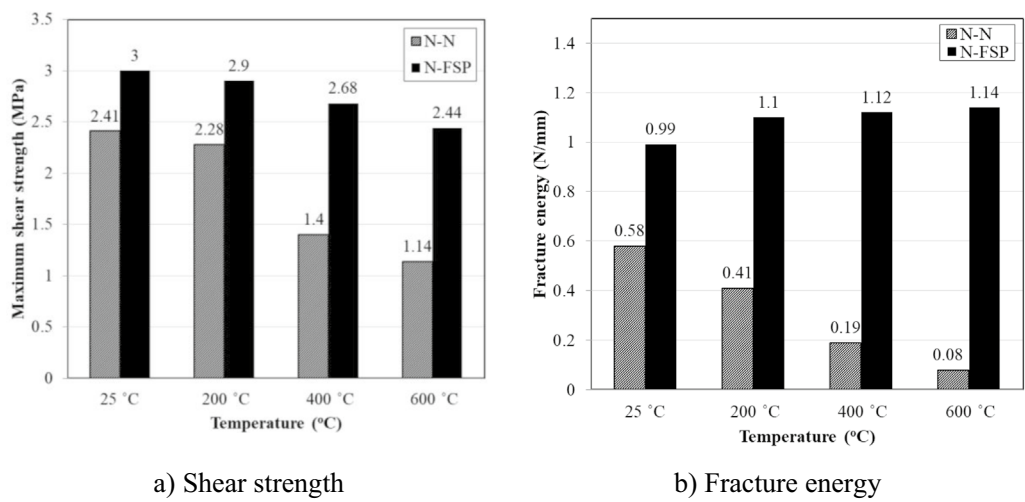 3.5
3
2.5
2
1.5
1
0.5
0
Maximum shear strength (MPa)
N-N
N-FSP
3
2.9
2.68
2.44
2.41
2.28
1.4
1.14
25 ˚C 200 ˚C 400 ˚C 600 ˚C
Temperature (ºC)
a) Shear strength
1.4
1.2
1
0.8
0.6
0.4
0.2
0
Fracture energy (N/mm)
N-N
N-FSP
0.99
1.1
1.12
1.14
0.58
0.41
0.19
0.08
25 ˚C 200 ˚C 400 ˚C 600 ˚C
Temperature (ºC)
b) Fracture energy